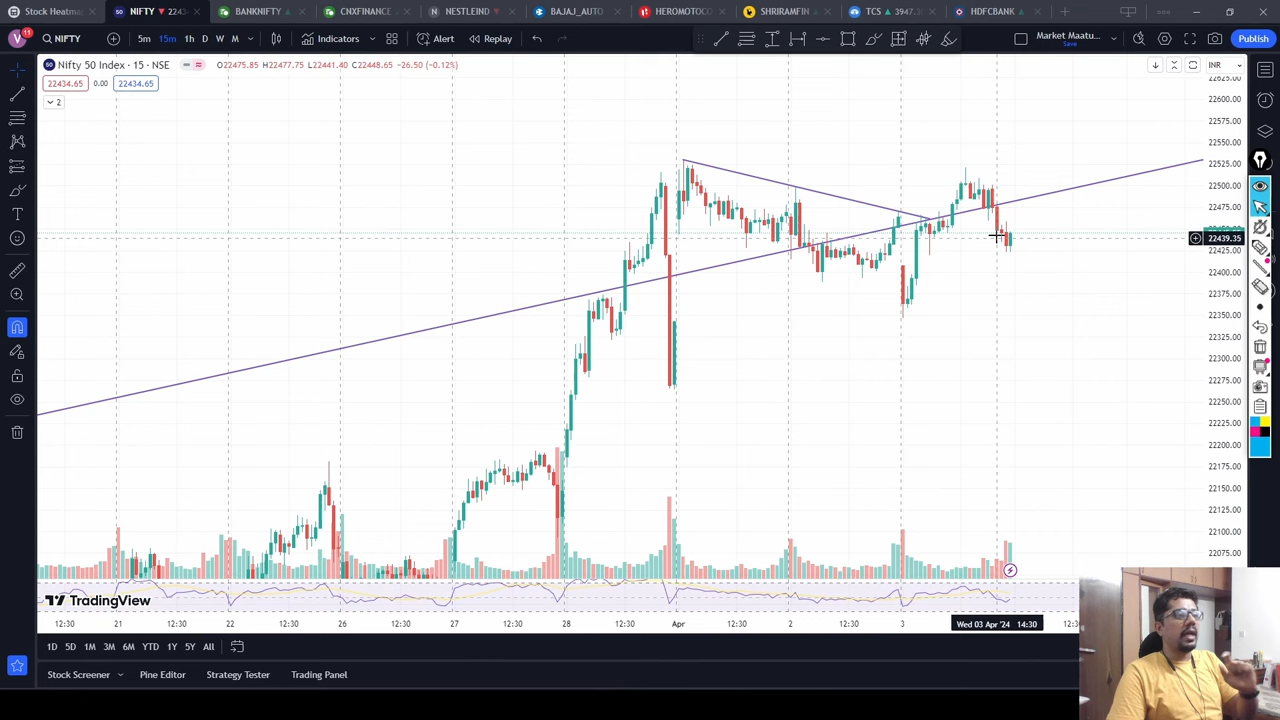 Stock Heatma
NIFTY ▼ 2243
BANKNIFTY ▲
CNXFINANCE ▲
NESTLEIND ▼
BAJAJ_AUTO
HEROMOTOCO
SHRIRAMFIN ▲
TCS ▲ 3947.3
HDFCBANK ▲
V 11 NIFTY 5m 15m 1h D W M Indicators Alert Replay Market Maatu... Save Publish
Nifty 50 Index · 15 · NSE O22475.85 H22477.75 L22441.40 C22448.65 −26.50 (−0.12%) INR
22434.65 0.00 22434.65
2
22625.00
22600.00
22575.00
22550.00
22525.00
22500.00
22475.00
22439.35
22425.00
22400.00
22375.00
22350.00
22325.00
22300.00
22275.00
22250.00
22225.00
22200.00
22175.00
22150.00
22125.00
22100.00
22075.00
TradingView
12:30 21 12:30 22 12:30 26 12:30 27 12:30 28 12:30 Apr 12:30 2 12:30 3 Wed 03 Apr '24 14:30
1D 5D 1M 3M 6M YTD 1Y 5Y All
Stock Screener Pine Editor Strategy Tester Trading Panel